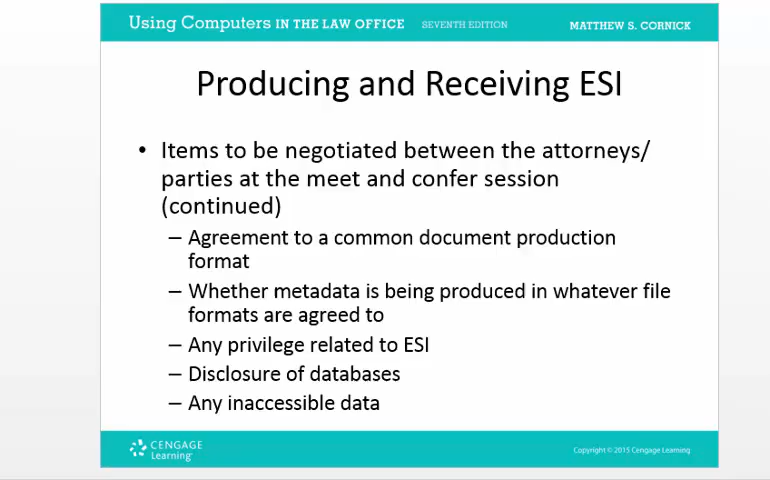 Using Computers IN THE LAW OFFICE SEVENTH EDITION MATTHEW S. CORNICK
Producing and Receiving ESI
• Items to be negotiated between the attorneys/
parties at the meet and confer session
(continued)
– Agreement to a common document production
format
– Whether metadata is being produced in whatever file
formats are agreed to
– Any privilege related to ESI
– Disclosure of databases
– Any inaccessible data
CENGAGE
Learning
Copyright © 2015 Cengage Learning